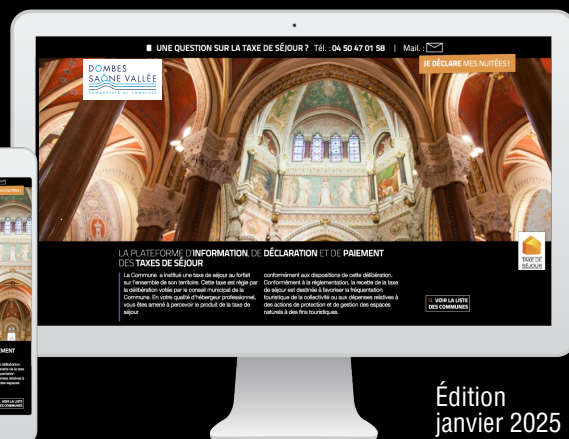 UNE QUESTION SUR LA TAXE DE SÉJOUR ? Tél. : 04 50 47 01 58 | Mail. :
JE DÉCLARE MES NUITÉES !
DOMBES
SAÔNE VALLÉE
COMMUNAUTÉ DE COMMUNES
LA PLATEFORME D'INFORMATION, DE DÉCLARATION ET DE PAIEMENT
DES TAXES DE SÉJOUR
La Commune a institué une taxe de séjour au forfait
sur l'ensemble de son territoire. Cette taxe est régie par
la délibération votée par le conseil municipal de la
Commune. En votre qualité d'hébergeur professionnel,
vous êtes amené à percevoir le produit de la taxe de
séjour
conformément aux dispositions de cette délibération.
Conformément à la réglementation, la recette de la taxe
de séjour est destinée à favoriser la fréquentation
touristique de la collectivité ou aux dépenses relatives à
des actions de protection et de gestion des espaces
naturels à des fins touristiques.
TAXE DE
SÉJOUR
VOIR LA LISTE
DES COMMUNES
EMENT
VOIR LA LISTE
DES COMMUNES
Édition
janvier 2025